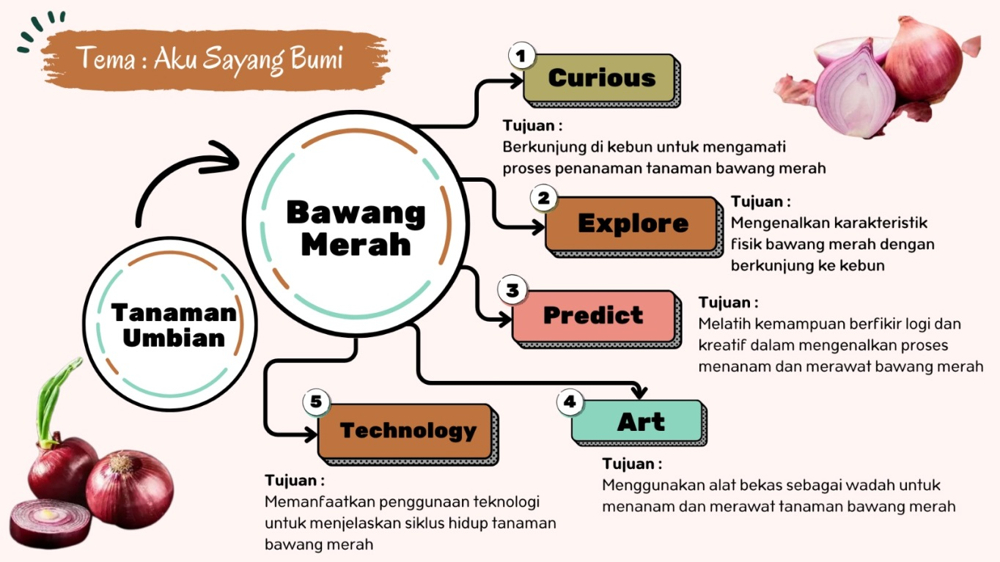 Tema : Aku Sayang Bumi
Tanaman
Umbian
Bawang
Merah
1
Curious
Tujuan :
Berkunjung di kebun untuk mengamati
proses penanaman tanaman bawang merah
2
Explore
Tujuan :
Mengenalkan karakteristik
fisik bawang merah dengan
berkunjung ke kebun
3
Predict
Tujuan :
Melatih kemampuan berfikir logi dan
kreatif dalam mengenalkan proses
menanam dan merawat bawang merah
4
Art
Tujuan :
Menggunakan alat bekas sebagai wadah untuk
menanam dan merawat tanaman bawang merah
5
Technology
Tujuan :
Memanfaatkan penggunaan teknologi
untuk menjelaskan siklus hidup tanaman
bawang merah